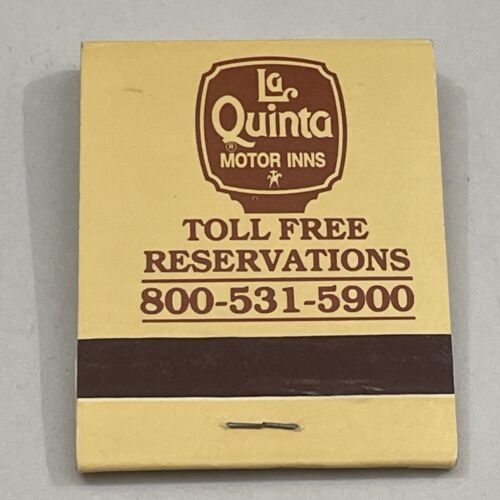 La
Quinta
®
MOTOR INNS
TOLL FREE
RESERVATIONS
800-531-5900